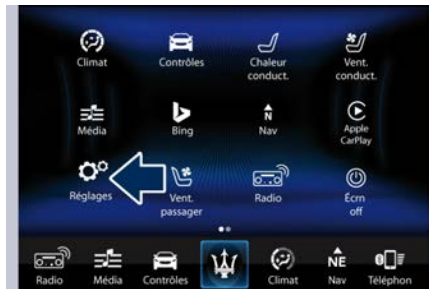 Climat Contrôles Chaleur conduct. Vent. conduct.
Média Bing N Nav Apple CarPlay
Réglages Vent. passager Radio Écrn off
Radio Média Contrôles Climat NE Nav Téléphon